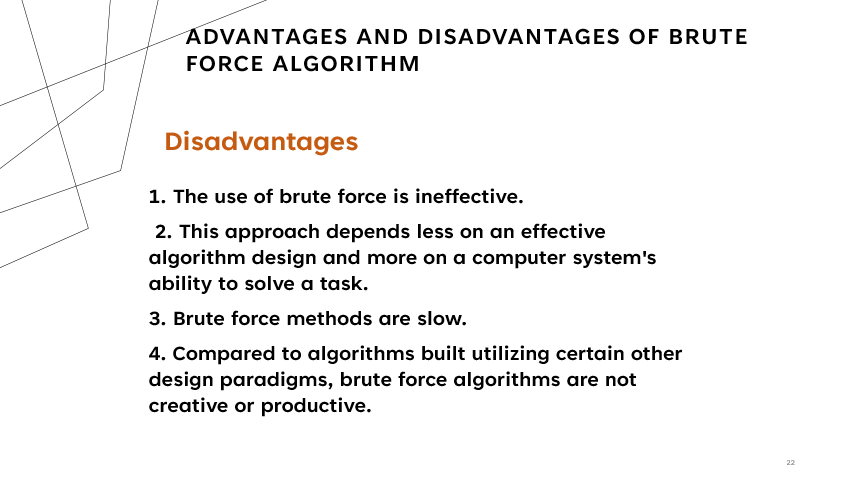 ADVANTAGES AND DISADVANTAGES OF BRUTE
FORCE ALGORITHM
Disadvantages
1. The use of brute force is ineffective.
2. This approach depends less on an effective
algorithm design and more on a computer system's
ability to solve a task.
3. Brute force methods are slow.
4. Compared to algorithms built utilizing certain other
design paradigms, brute force algorithms are not
creative or productive.
22